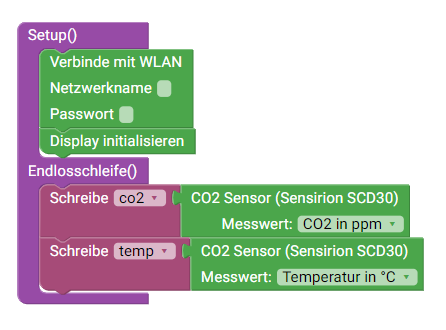 Setup()
Verbinde mit WLAN
Netzwerkname
Passwort
Display initialisieren
Endlosschleife()
Schreibe co2 CO2 Sensor (Sensirion SCD30)
Messwert: CO2 in ppm
Schreibe temp CO2 Sensor (Sensirion SCD30)
Messwert: Temperatur in °C